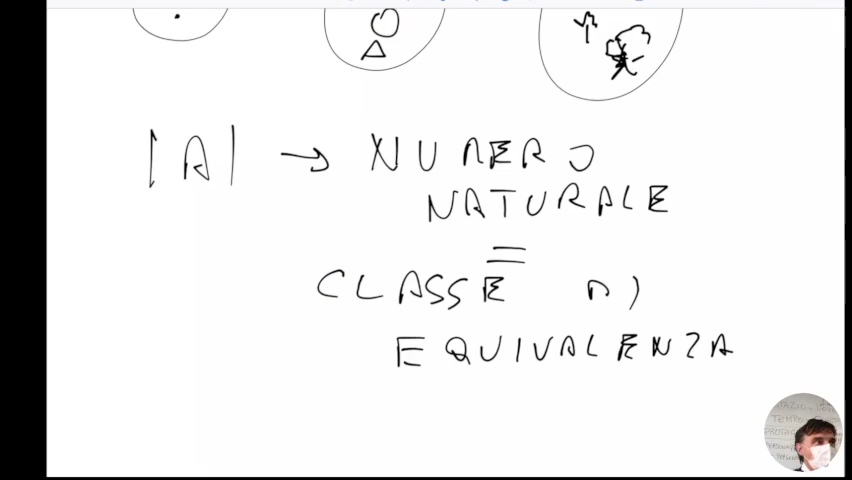 |A| → NUMERO
NATURALE
=
CLASSE DI
EQUIVALENZA